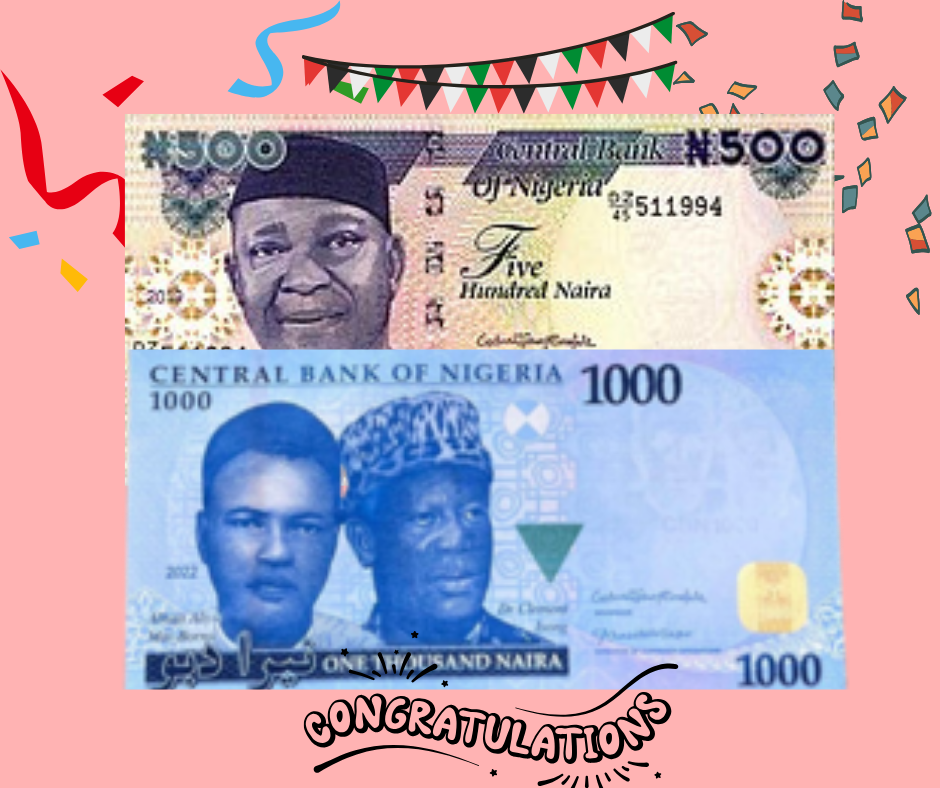 ₦500
Central Bank ₦500
Of Nigeria
DZ
45 511994
Five
Hundred Naira
CENTRAL BANK OF NIGERIA 1000
1000
2022
Alhaji Aliyu
Mai-Bornu
Dr. Clement
Isong
نيرا دبو
ONE THOUSAND NAIRA
1000
CONGRATULATIONS